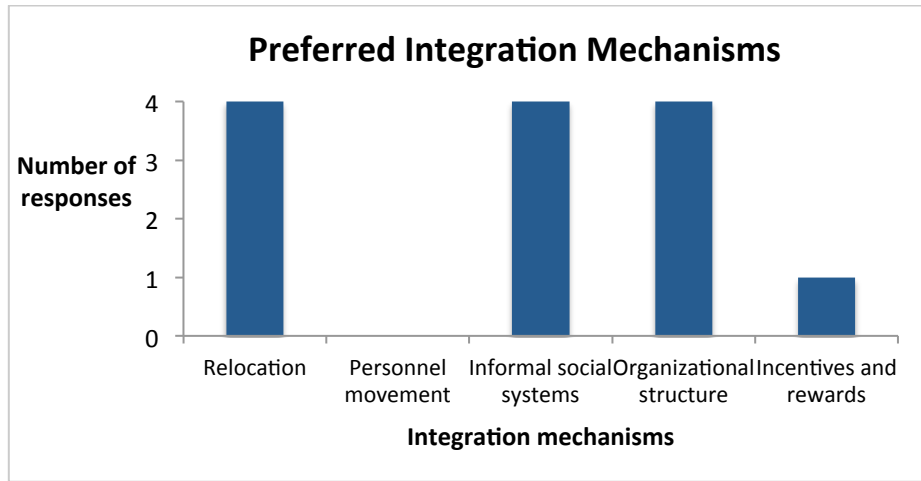 Preferred Integration Mechanisms
Number of
responses
4
3
2
1
0
Relocation
Personnel
movement
Informal social
systems
Organizational
structure
Incentives and
rewards
Integration mechanisms